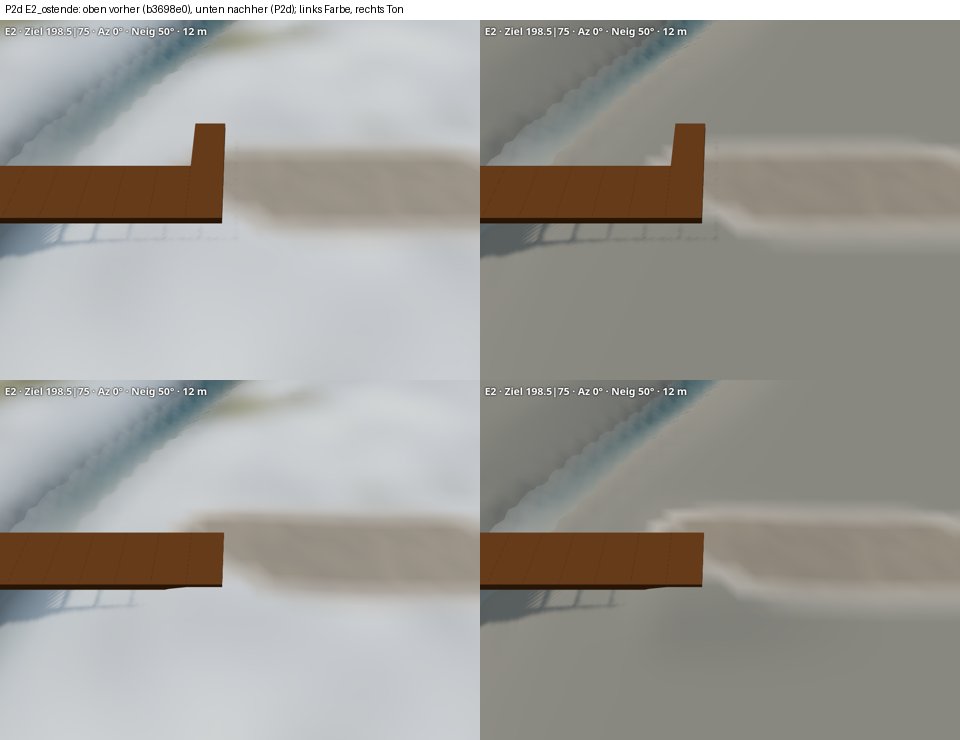 P2d E2_ostende: oben vorher (b3698e0), unten nachher (P2d); links Farbe, rechts Ton
E2 · Ziel 198.5|75 · Az 0° · Neig 50° · 12 m
E2 · Ziel 198.5|75 · Az 0° · Neig 50° · 12 m
E2 · Ziel 198.5|75 · Az 0° · Neig 50° · 12 m
E2 · Ziel 198.5|75 · Az 0° · Neig 50° · 12 m